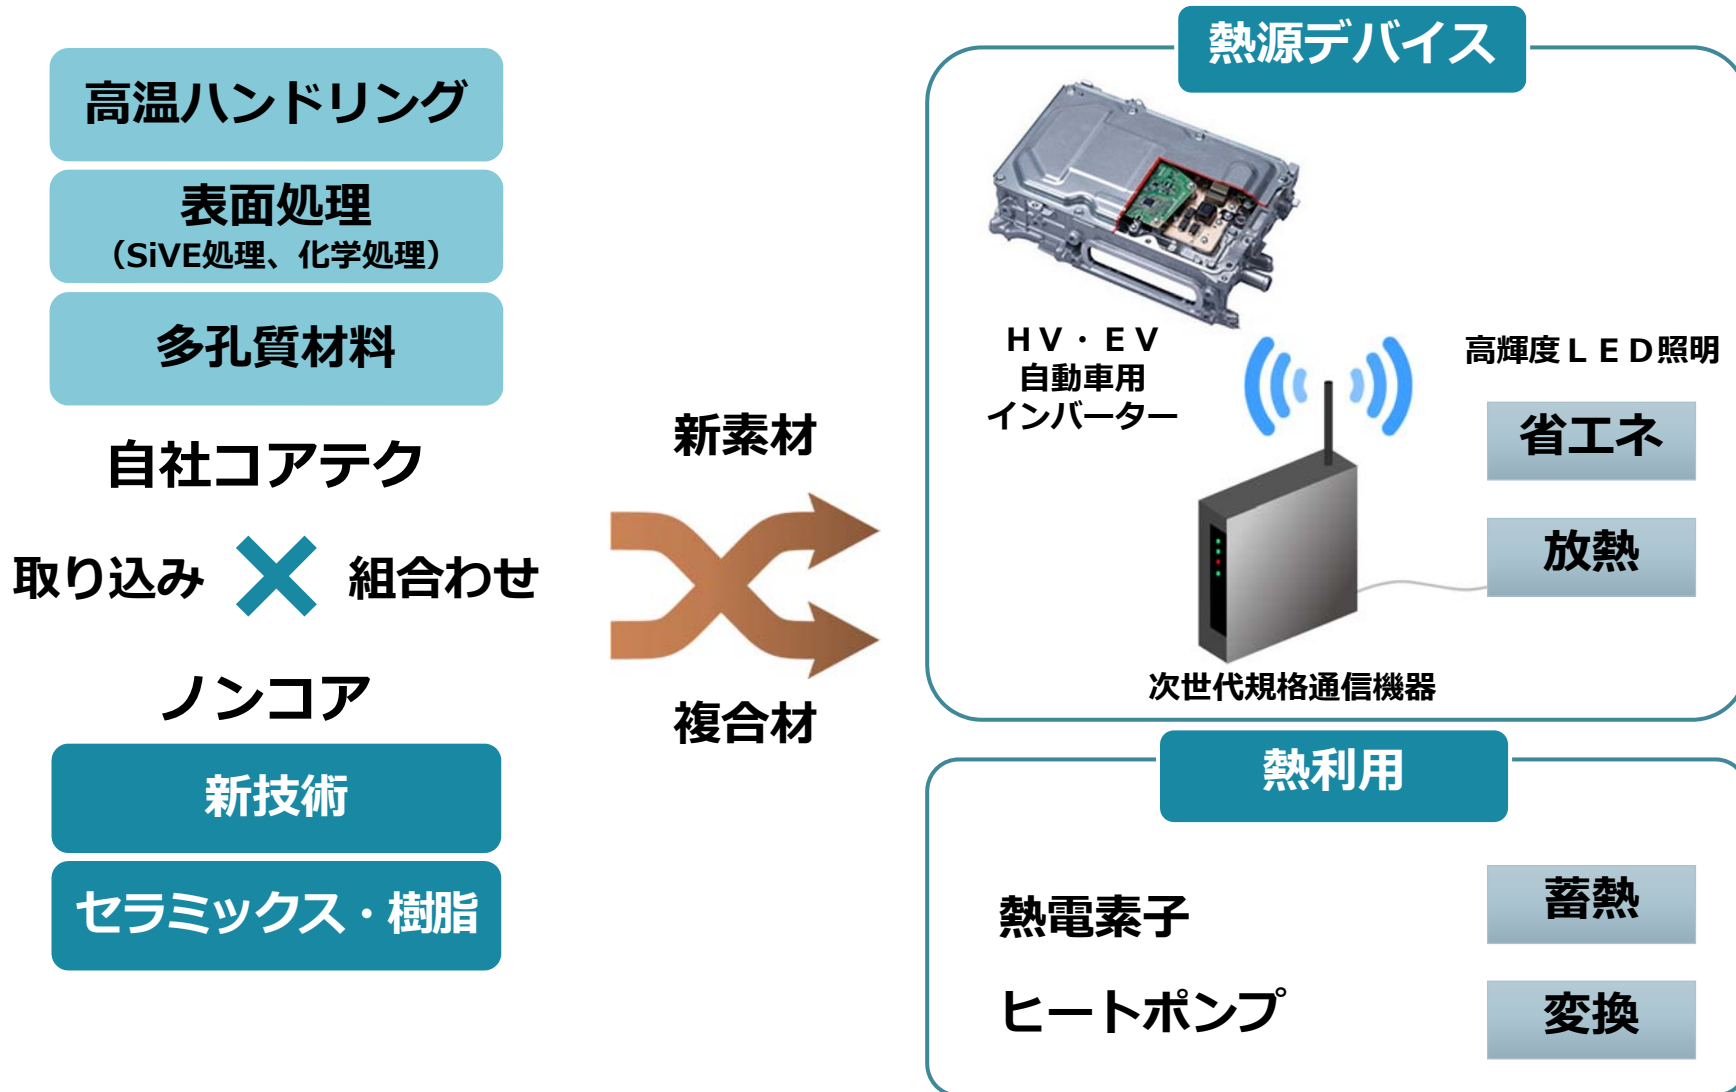 高温ハンドリング
表面処理
（SiVE処理、化学処理）
多孔質材料
自社コアテク
取り込み
組合わせ
ノンコア
新技術
セラミックス・樹脂
新素材
複合材
熱源デバイス
ＨＶ・ＥＶ
自動車用
インバーター
高輝度ＬＥＤ照明
省エネ
放熱
次世代規格通信機器
熱利用
熱電素子
ヒートポンプ
蓄熱
変換